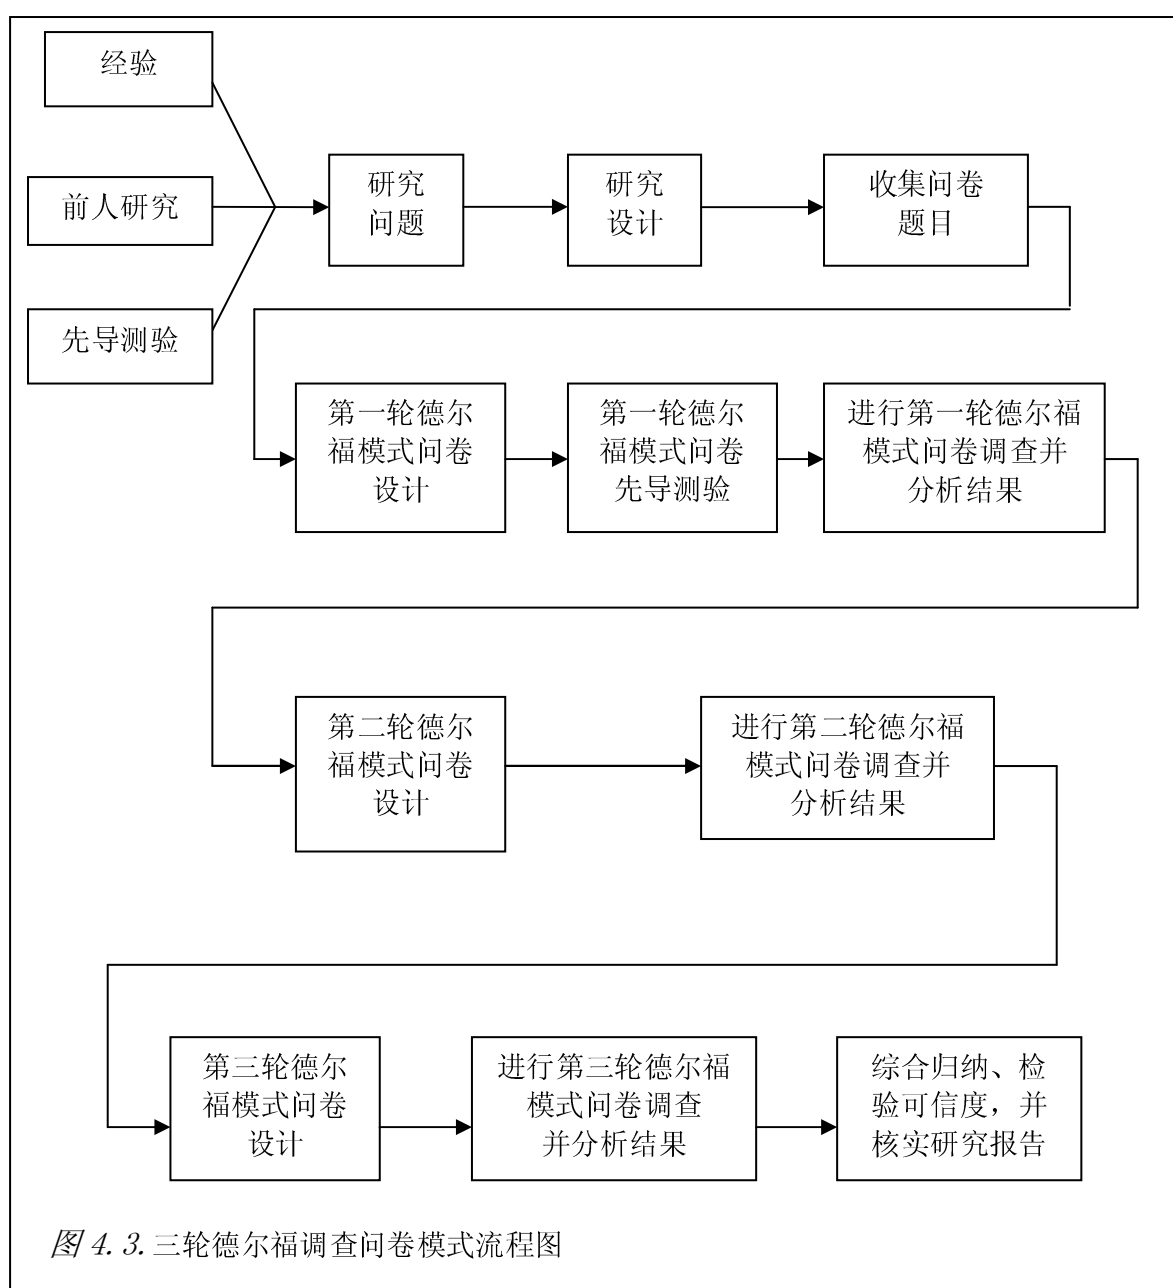 经验
前人研究
先导测验
研究
问题
研究
设计
收集问卷
题目
第一轮德尔
福模式问卷
设计
第一轮德尔
福模式问卷
先导测验
进行第一轮德尔福
模式问卷调查并
分析结果
第二轮德尔
福模式问卷
设计
进行第二轮德尔福
模式问卷调查并
分析结果
第三轮德尔
福模式问卷
设计
进行第三轮德尔福
模式问卷调查
并分析结果
综合归纳、检
验可信度，并
核实研究报告
图 4.3.三轮德尔福调查问卷模式流程图